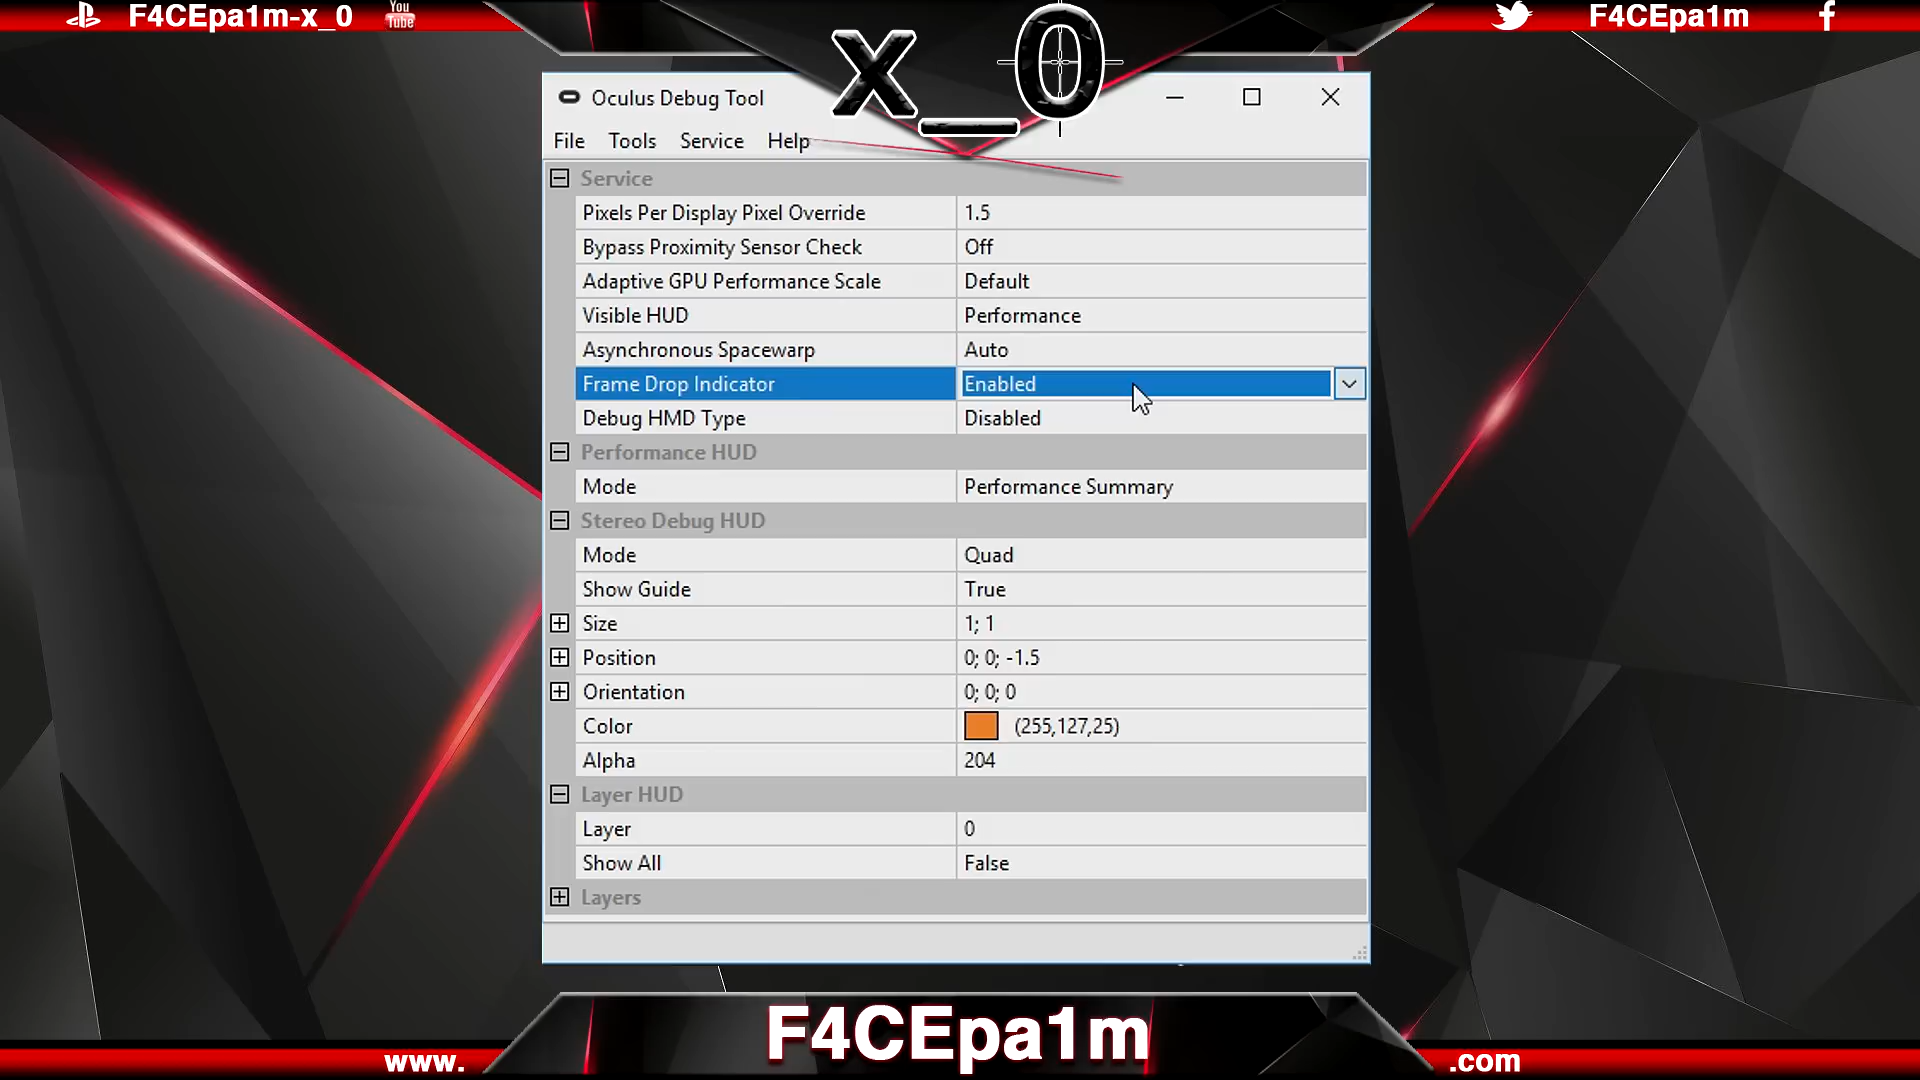 F4CEpa1m-x_0
You
Tube
F4CEpa1m
x_0
Oculus Debug Tool
File Tools Service Help
Service
Pixels Per Display Pixel Override 1.5
Bypass Proximity Sensor Check Off
Adaptive GPU Performance Scale Default
Visible HUD Performance
Asynchronous Spacewarp Auto
Frame Drop Indicator Enabled
Debug HMD Type Disabled
Performance HUD
Mode Performance Summary
Stereo Debug HUD
Mode Quad
Show Guide True
Size 1; 1
Position 0; 0; -1.5
Orientation 0; 0; 0
Color (255,127,25)
Alpha 204
Layer HUD
Layer 0
Show All False
Layers
www. F4CEpa1m .com